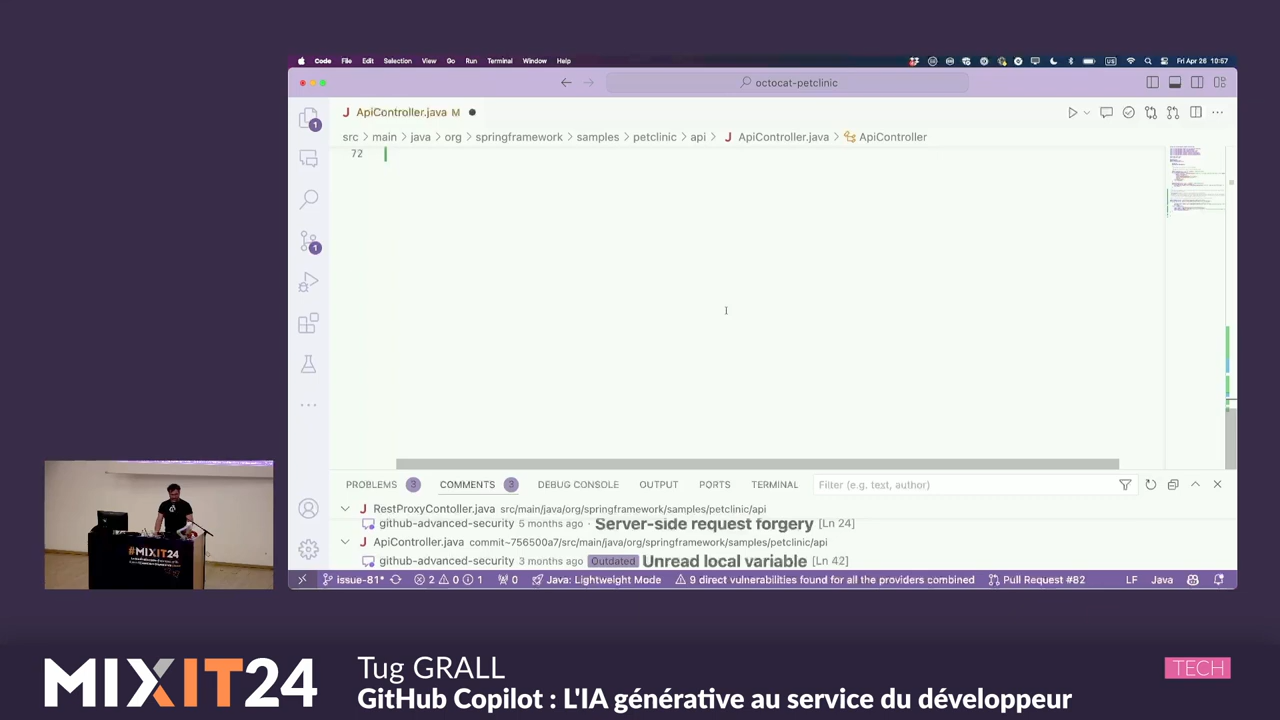 Code File Edit Selection View Go Run Terminal Window Help Fri Apr 26 10:57
octocat-petclinic
J ApiController.java M
src > main > java > org > springframework > samples > petclinic > api > J ApiController.java > ApiController
72
PROBLEMS 3 COMMENTS 3 DEBUG CONSOLE OUTPUT PORTS TERMINAL Filter (e.g. text, author)
J RestProxyController.java src/main/java/org/springframework/samples/petclinic/api
github-advanced-security 5 months ago · Server-side request forgery [Ln 24]
J ApiController.java commit~756500a7/src/main/java/org/springframework/samples/petclinic/api
github-advanced-security 3 months ago · Outdated Unread local variable [Ln 42]
issue-81* 2 0 1 0 Java: Lightweight Mode 9 direct vulnerabilities found for all the providers combined Pull Request #82 LF Java
1
1
#MIXIT24
MIXIT24
Tug GRALL
GitHub Copilot : L'IA générative au service du développeur
TECH